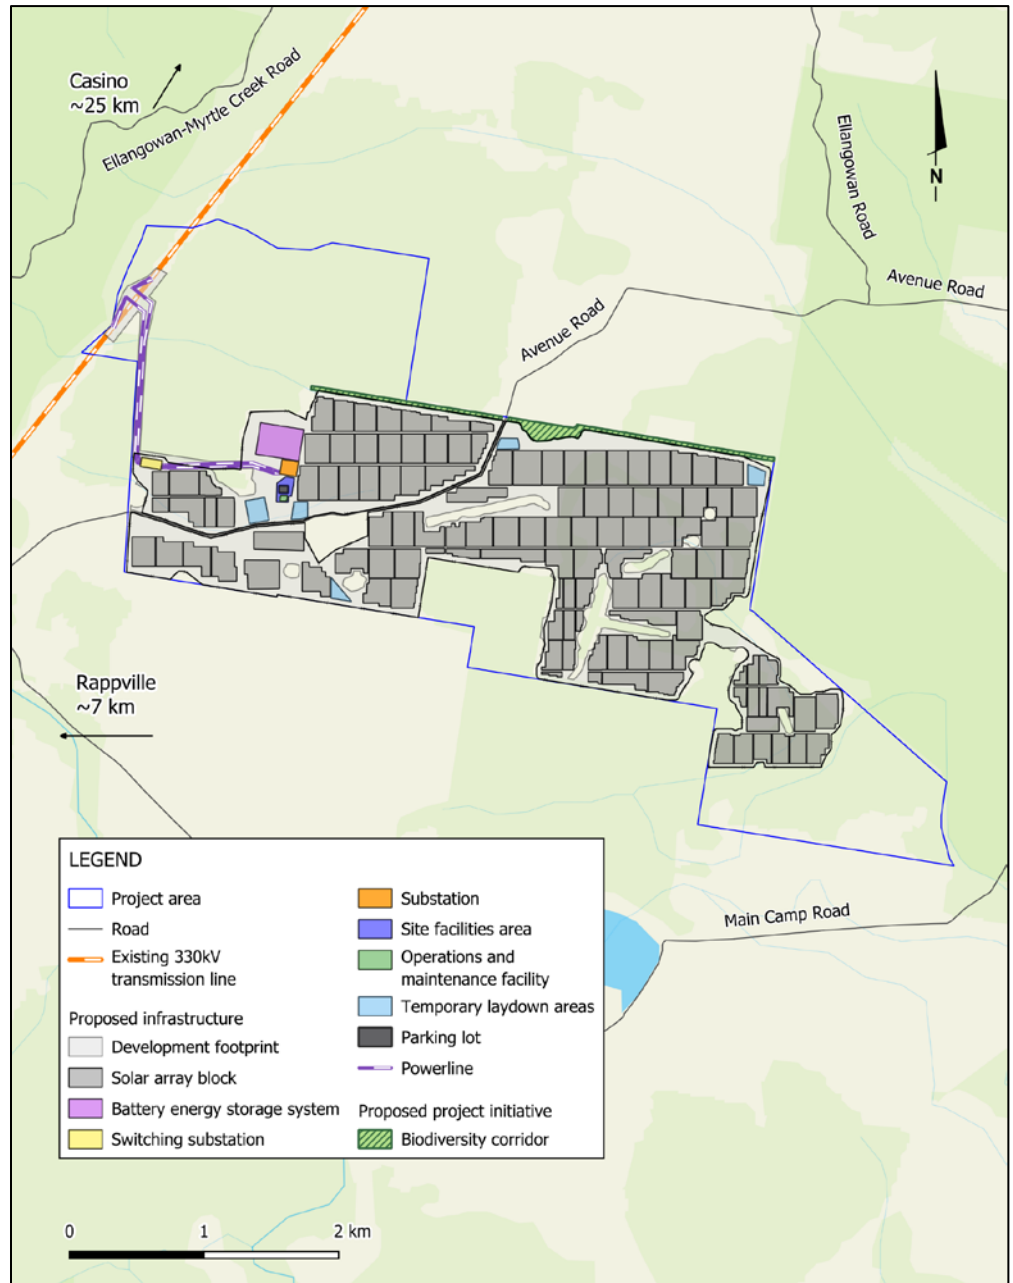 Casino
~25 km
Ellangowan-Myrtle Creek Road
Ellangowan Road
N
Avenue Road
Avenue Road
Rappville
~7 km
Main Camp Road
LEGEND
Project area
Road
Existing 330kV
transmission line
Proposed infrastructure
Development footprint
Solar array block
Battery energy storage system
Switching substation
Substation
Site facilities area
Operations and
maintenance facility
Temporary laydown areas
Parking lot
Powerline
Proposed project initiative
Biodiversity corridor
0 1 2 km